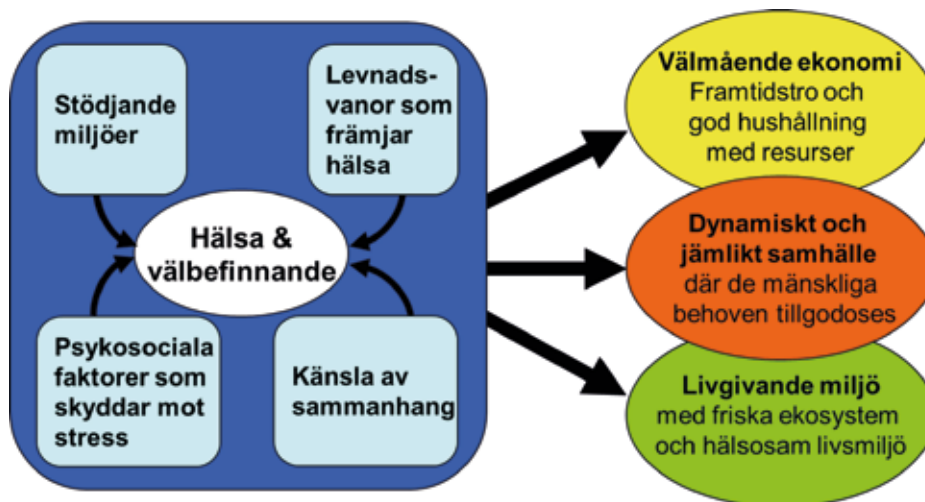 Stödjande
miljöer
Levnads-
vanor som
främjar
hälsa
Hälsa &
välbefinnande
Psykosociala
faktorer som
skyddar mot
stress
Känsla av
sammanhang
Välmående ekonomi
Framtidstro och
god hushållning
med resurser
Dynamiskt och
jämlikt samhälle
där de mänskliga
behoven tillgodoses
Livgivande miljö
med friska ekosystem
och hälsosam livsmiljö